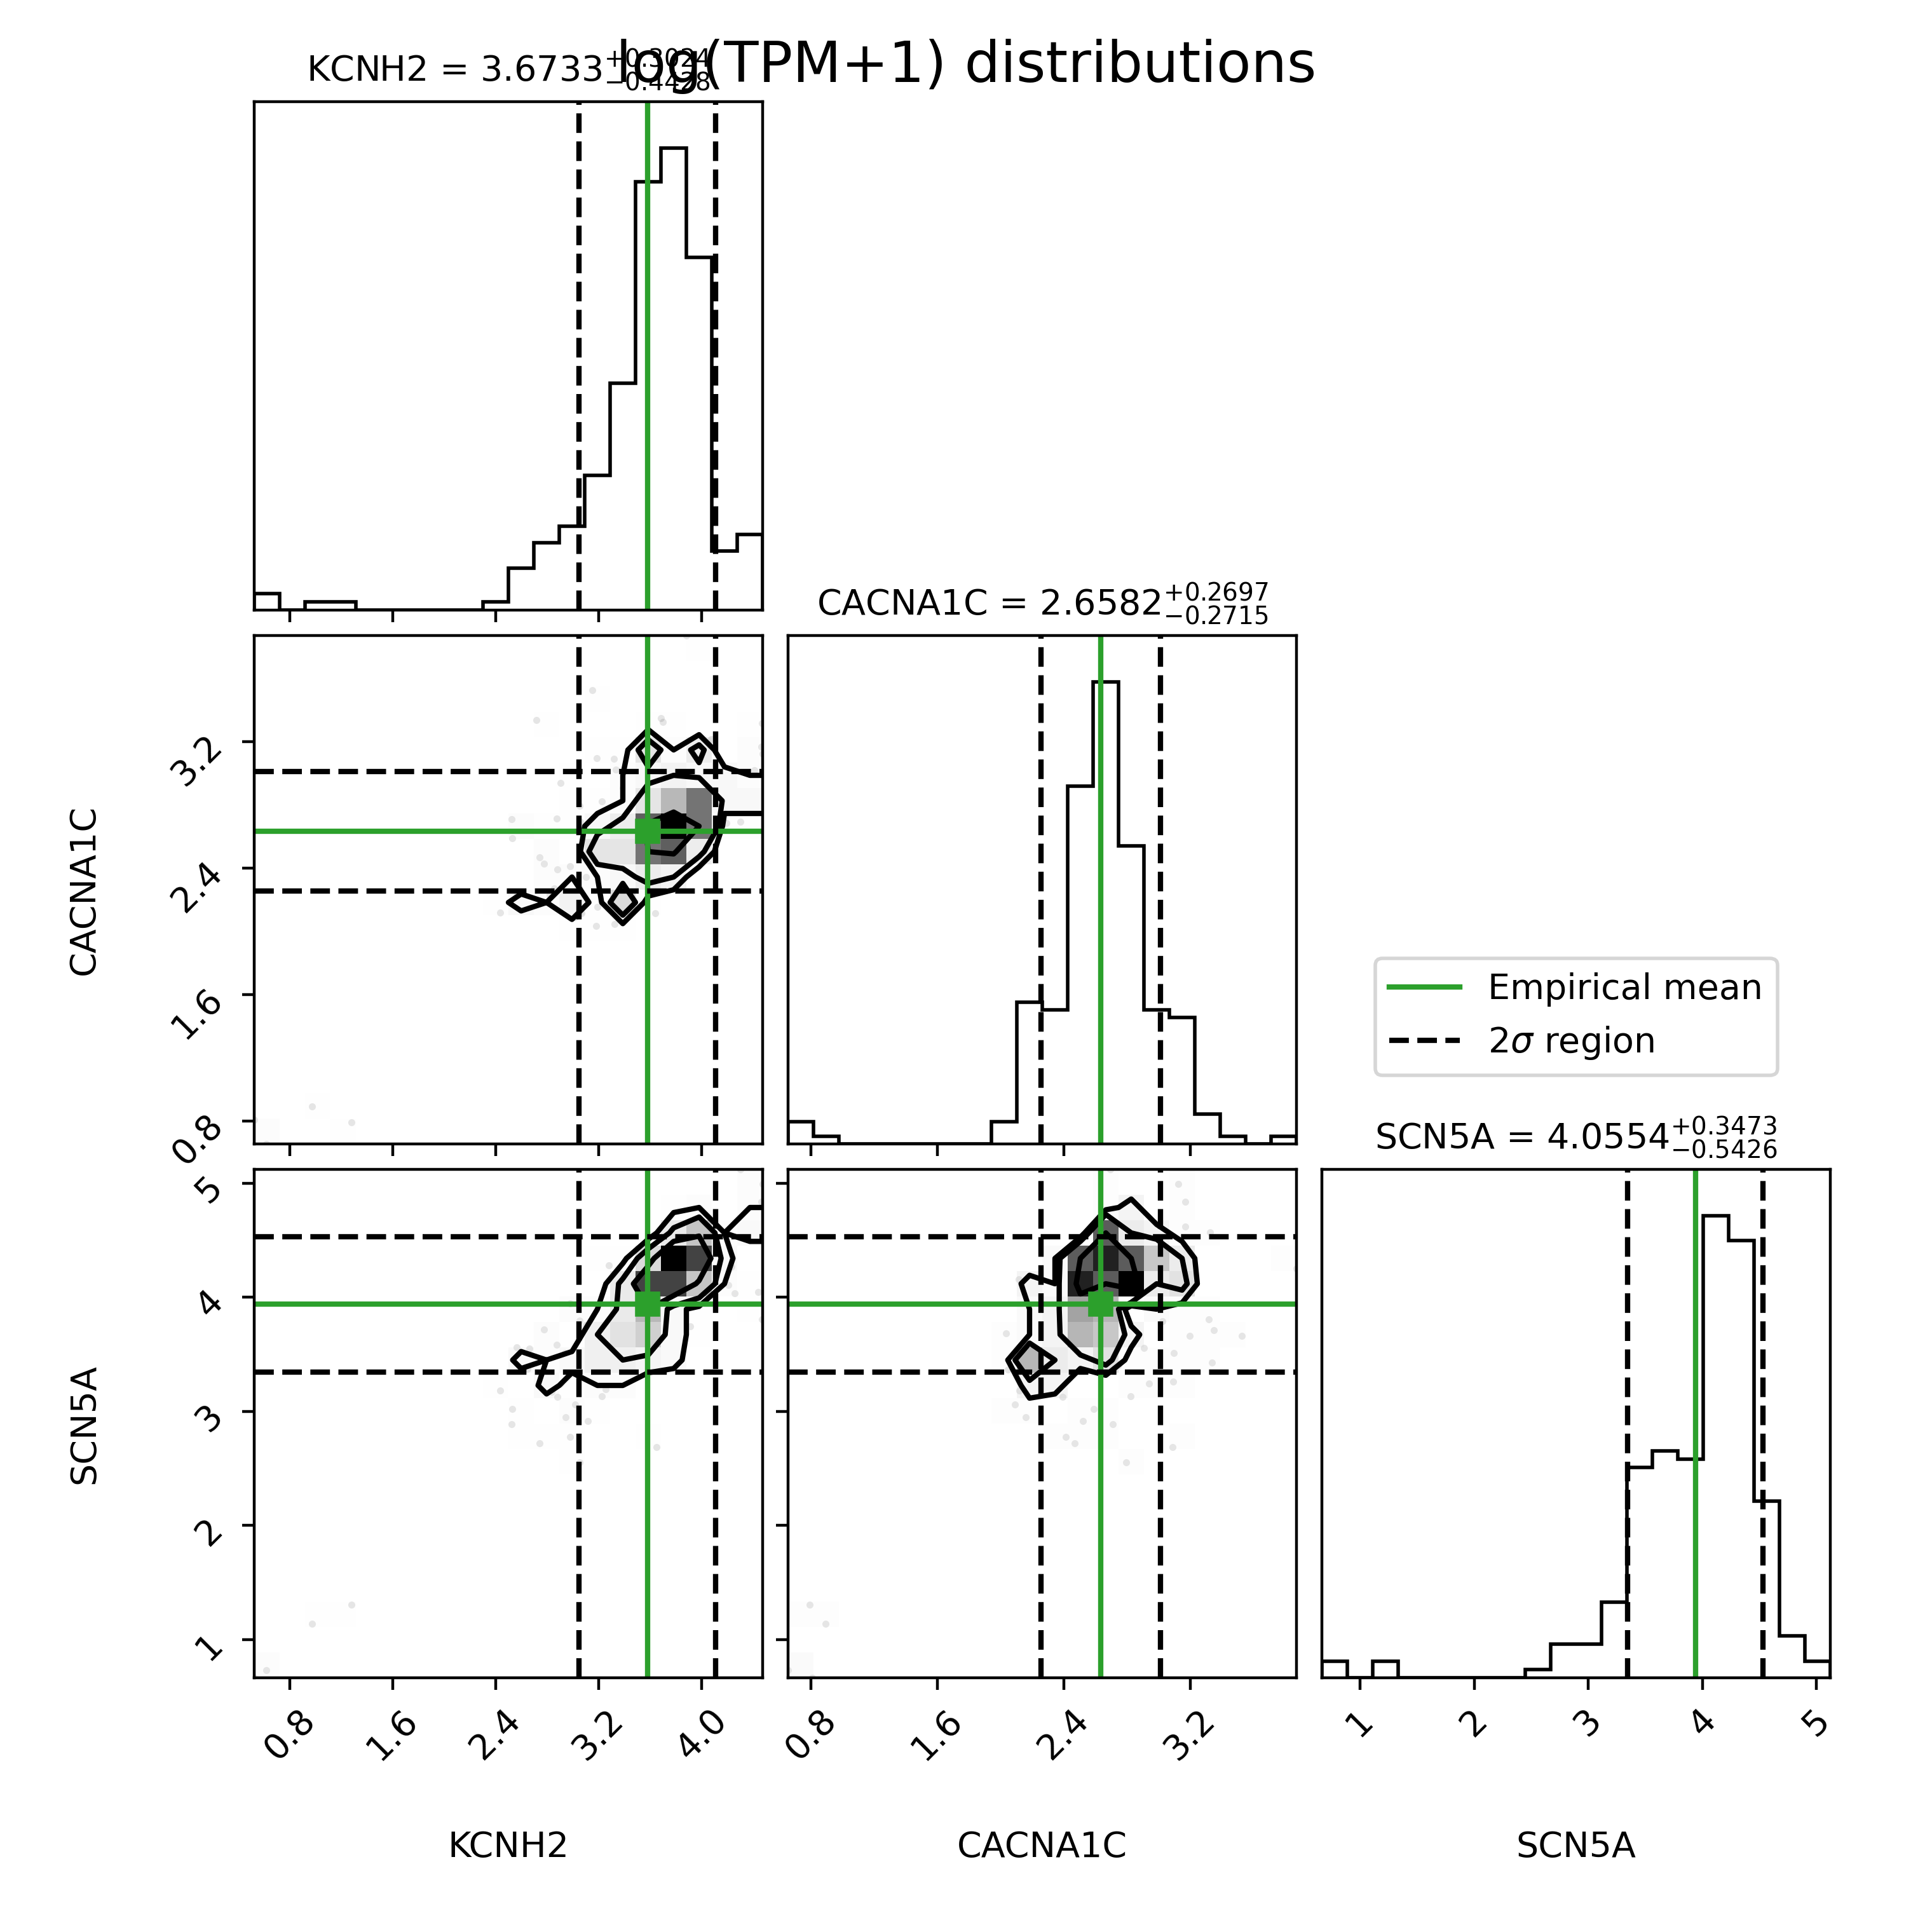 log(TPM+1) distributions
KCNH2 = 3.6733+0.3024−0.4428
CACNA1C = 2.6582+0.2697−0.2715
CACNA1C
3.2
2.4
1.6
0.8
Empirical mean
2σ region
SCN5A = 4.0554+0.3473−0.5426
SCN5A
5
4
3
2
1
0.8 1.6 2.4 3.2 4.0
0.8 1.6 2.4 3.2
1 2 3 4 5
KCNH2
CACNA1C
SCN5A